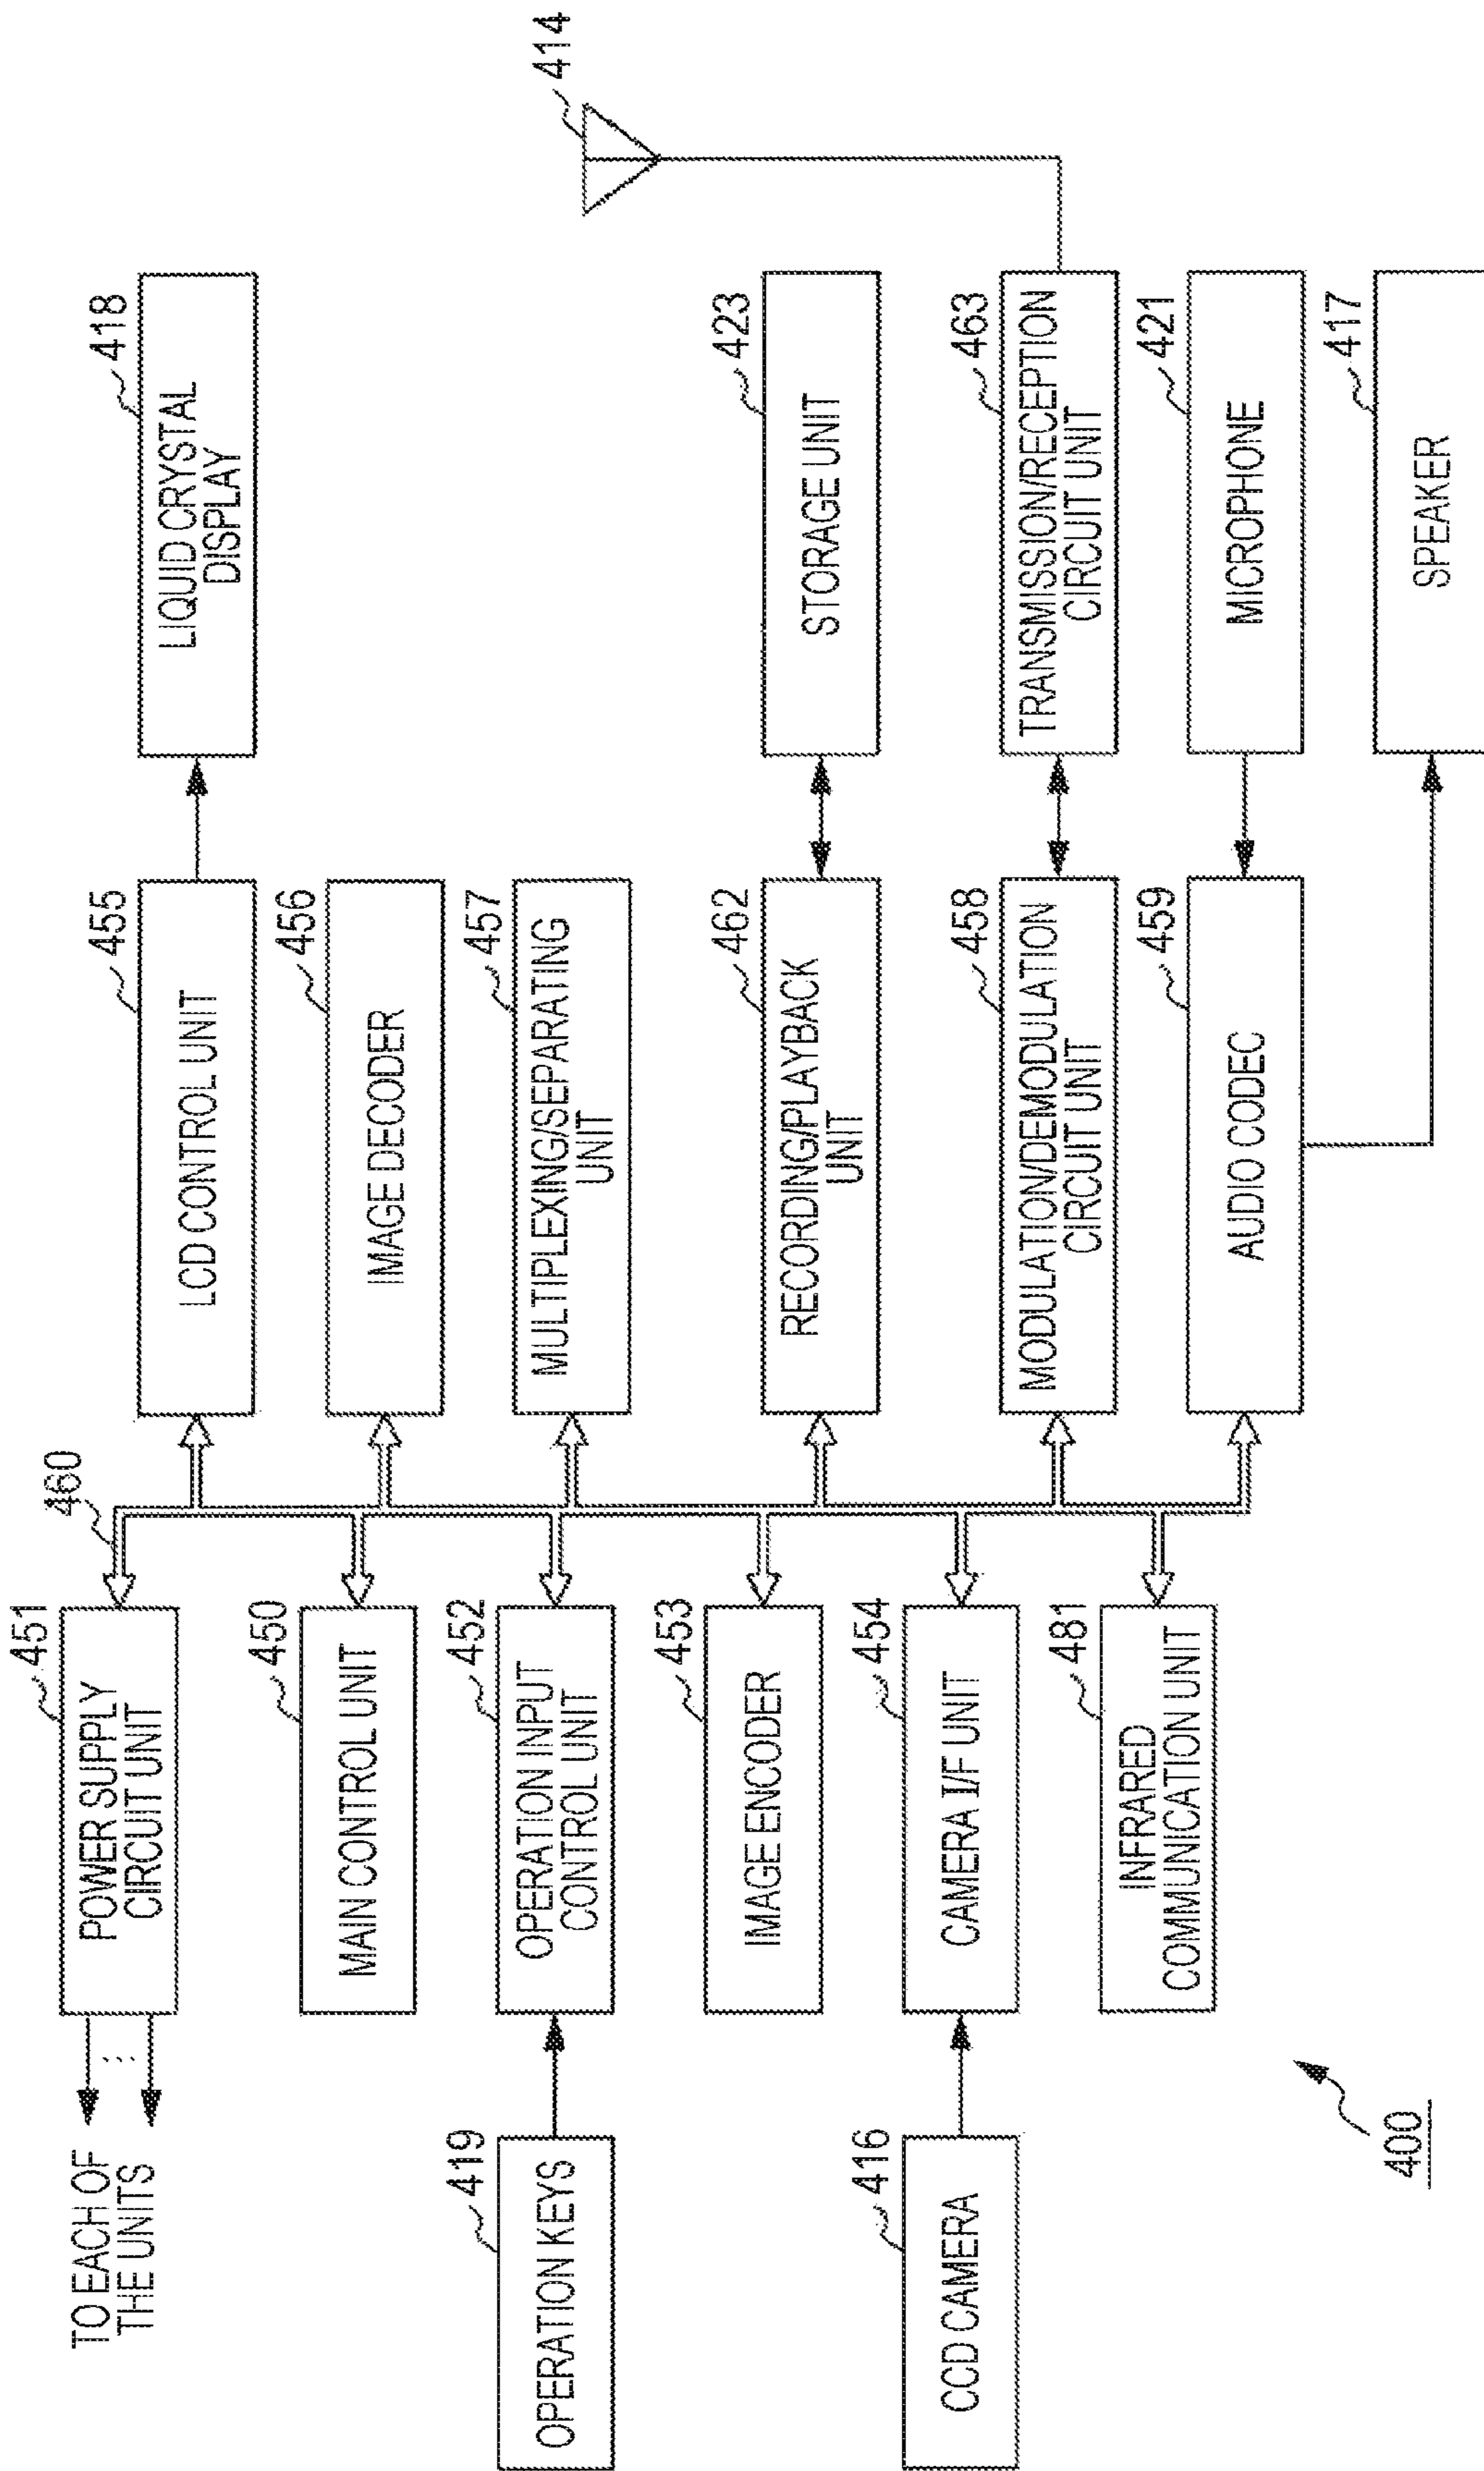 TO EACH OF
THE UNITS
451
POWER SUPPLY
CIRCUIT UNIT
460
455
LCD CONTROL UNIT
418
LIQUID CRYSTAL
DISPLAY
450
MAIN CONTROL UNIT
456
IMAGE DECODER
419
OPERATION KEYS
452
OPERATION INPUT
CONTROL UNIT
457
MULTIPLEXING/SEPARATING
UNIT
414
453
IMAGE ENCODER
462
RECORDING/PLAYBACK
UNIT
423
STORAGE UNIT
416
CCD CAMERA
454
CAMERA I/F UNIT
458
MODULATION/DEMODULATION
CIRCUIT UNIT
463
TRANSMISSION/RECEPTION
CIRCUIT UNIT
481
INFRARED
COMMUNICATION UNIT
459
AUDIO CODEC
421
MICROPHONE
417
SPEAKER
400